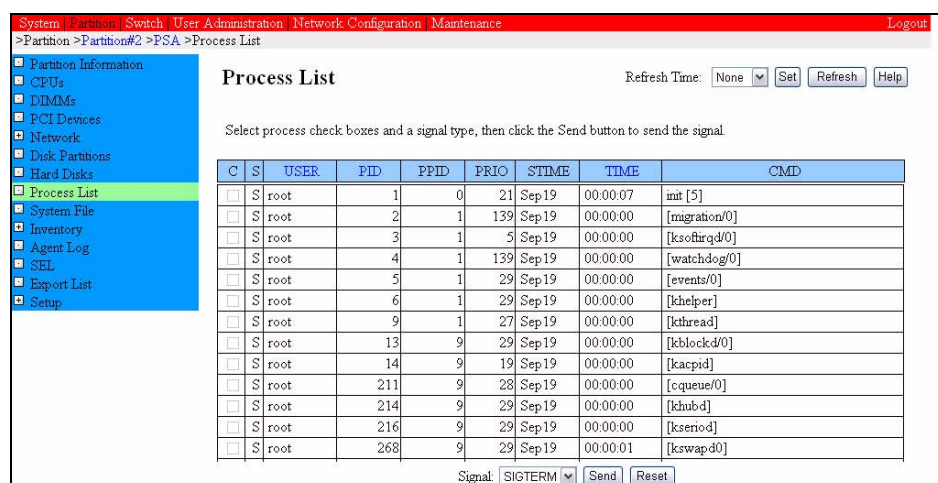 System | Partition | Switch | User Administration | Network Configuration | Maintenance Logout
>Partition >Partition#2 >PSA >Process List
Partition Information
CPUs
DIMMs
PCI Devices
Network
Disk Partitions
Hard Disks
Process List
System File
Inventory
Agent Log
SEL
Export List
Setup
Process List
Refresh Time: None Set Refresh Help
Select process check boxes and a signal type, then click the Send button to send the signal.
C S USER PID PPID PRIO STIME TIME CMD
S root 1 0 21 Sep19 00:00:07 init [5]
S root 2 1 139 Sep19 00:00:00 [migration/0]
S root 3 1 5 Sep19 00:00:00 [ksoftirqd/0]
S root 4 1 139 Sep19 00:00:00 [watchdog/0]
S root 5 1 29 Sep19 00:00:00 [events/0]
S root 6 1 29 Sep19 00:00:00 [khelper]
S root 9 1 27 Sep19 00:00:00 [kthread]
S root 13 9 29 Sep19 00:00:00 [kblockd/0]
S root 14 9 19 Sep19 00:00:00 [kacpid]
S root 211 9 28 Sep19 00:00:00 [cqueue/0]
S root 214 9 29 Sep19 00:00:00 [khubd]
S root 216 9 29 Sep19 00:00:00 [kseriod]
S root 268 9 29 Sep19 00:00:01 [kswapd0]
Signal: SIGTERM Send Reset